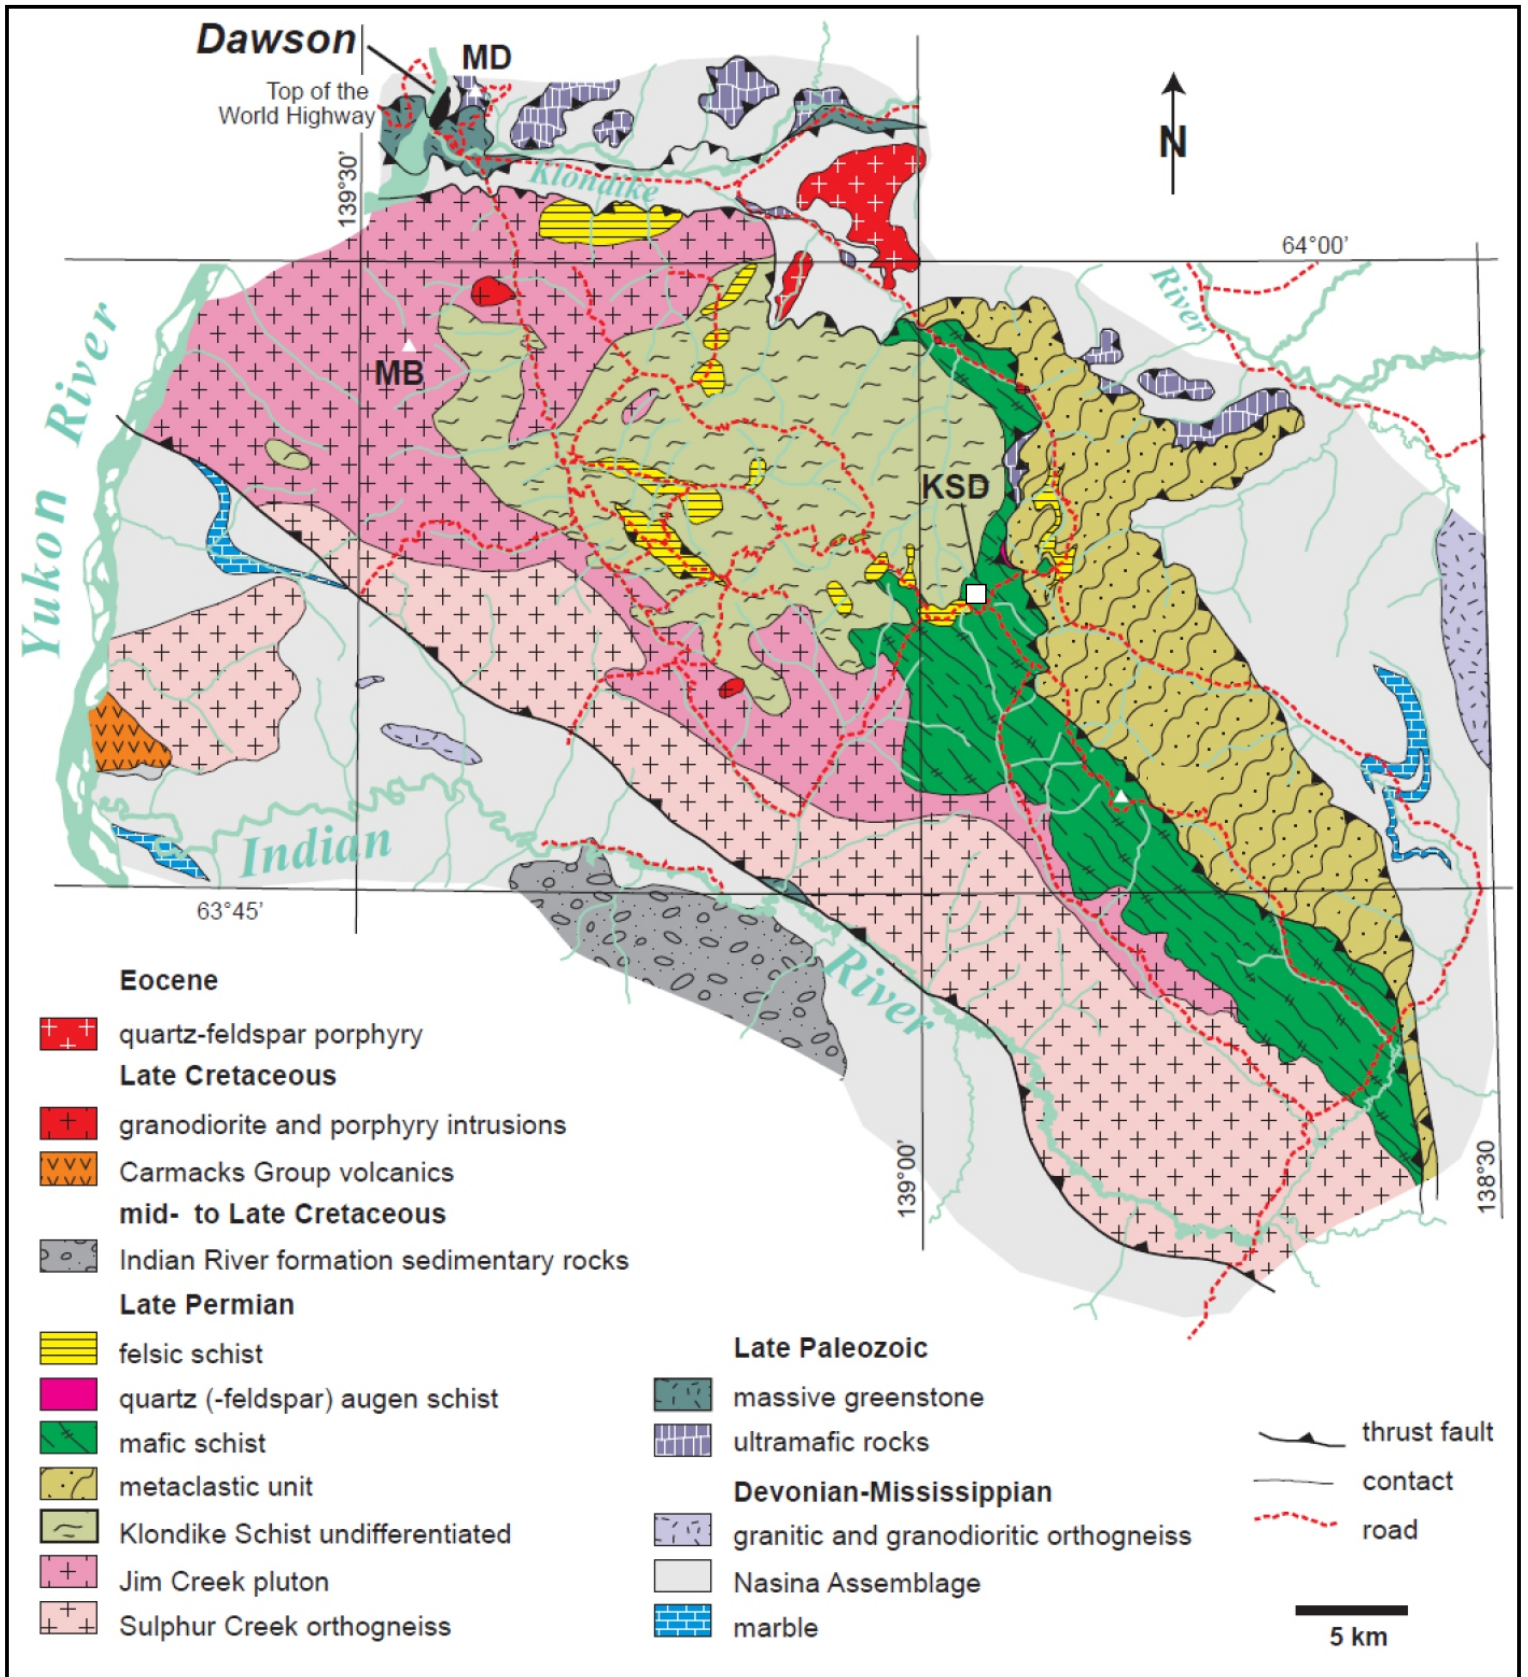 Dawson
MD
Top of the
World Highway
N
139°30'
Klondike
64°00'
River
MB
Yukon River
KSD
Indian
63°45'
River
139°00'
138°30
Eocene
quartz-feldspar porphyry
Late Cretaceous
granodiorite and porphyry intrusions
Carmacks Group volcanics
mid- to Late Cretaceous
Indian River formation sedimentary rocks
Late Permian
felsic schist
quartz (-feldspar) augen schist
mafic schist
metaclastic unit
Klondike Schist undifferentiated
Jim Creek pluton
Sulphur Creek orthogneiss
Late Paleozoic
massive greenstone
ultramafic rocks
Devonian-Mississippian
granitic and granodioritic orthogneiss
Nasina Assemblage
marble
thrust fault
contact
road
5 km